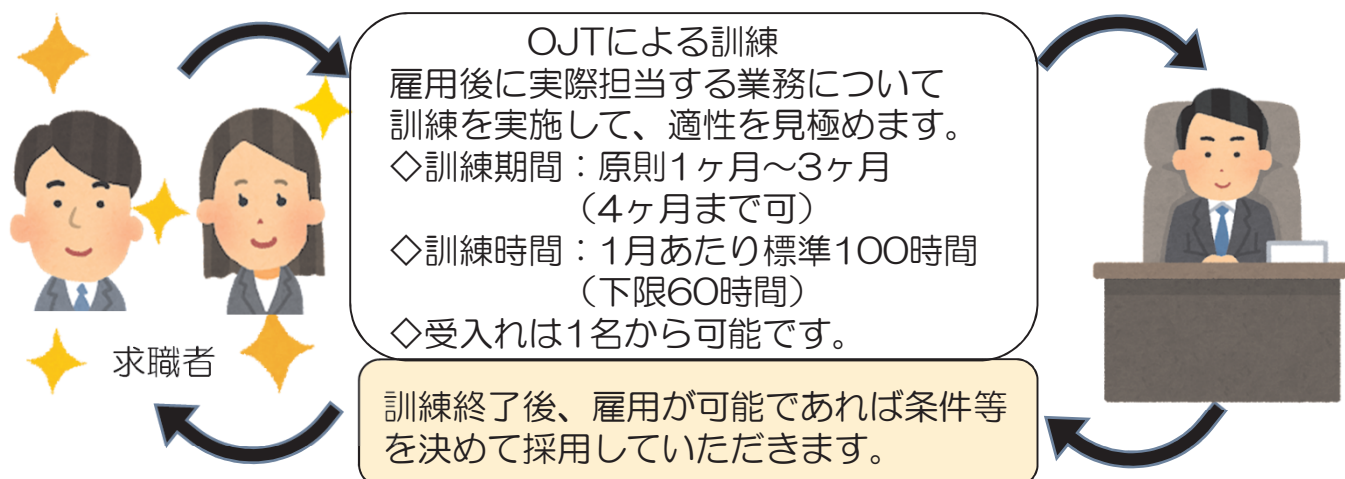 OJTによる訓練
雇用後に実際担当する業務について
訓練を実施して、適性を見極めます。
◇訓練期間：原則1ヶ月～3ヶ月
（4ヶ月まで可）
◇訓練時間：1月あたり標準100時間
（下限60時間）
◇受入れは1名から可能です。
求職者
訓練終了後、雇用が可能であれば条件等
を決めて採用していただきます。